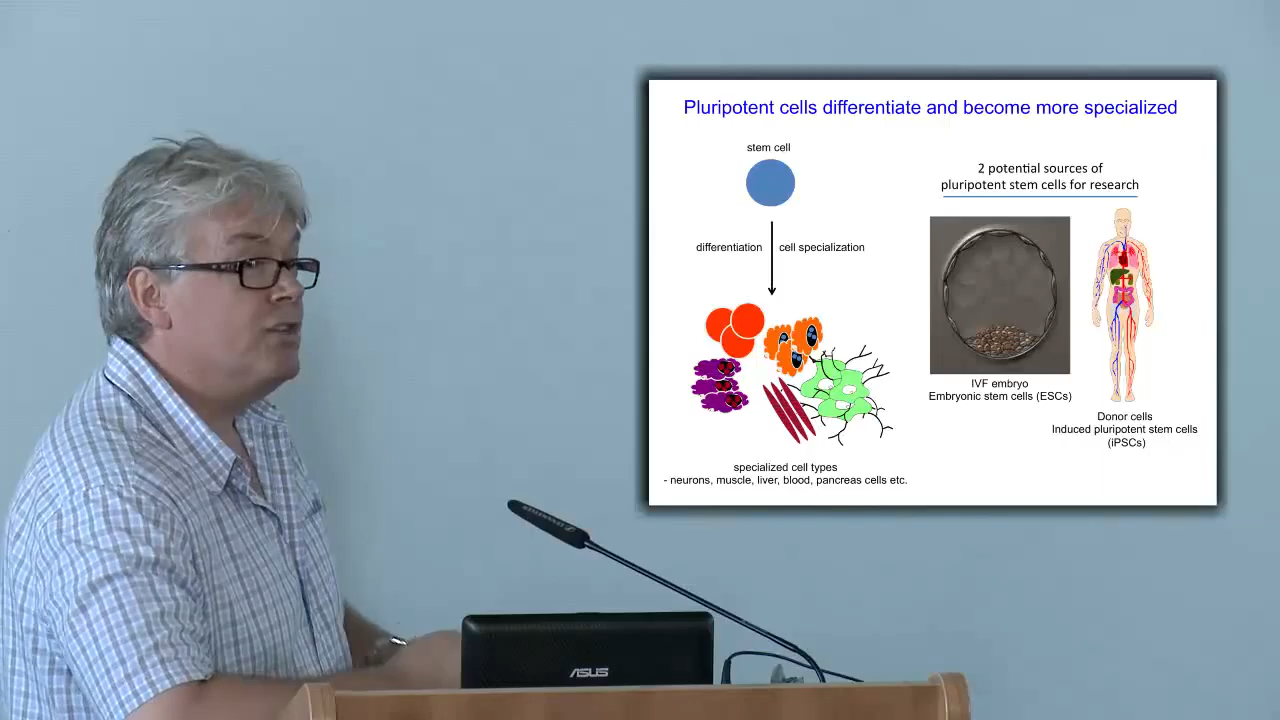 Pluripotent cells differentiate and become more specialized
stem cell
differentiation
cell specialization
specialized cell types
- neurons, muscle, liver, blood, pancreas cells etc.
2 potential sources of
pluripotent stem cells for research
IVF embryo
Embryonic stem cells (ESCs)
Donor cells
Induced pluripotent stem cells
(iPSCs)
SENNHEISER
ASUS